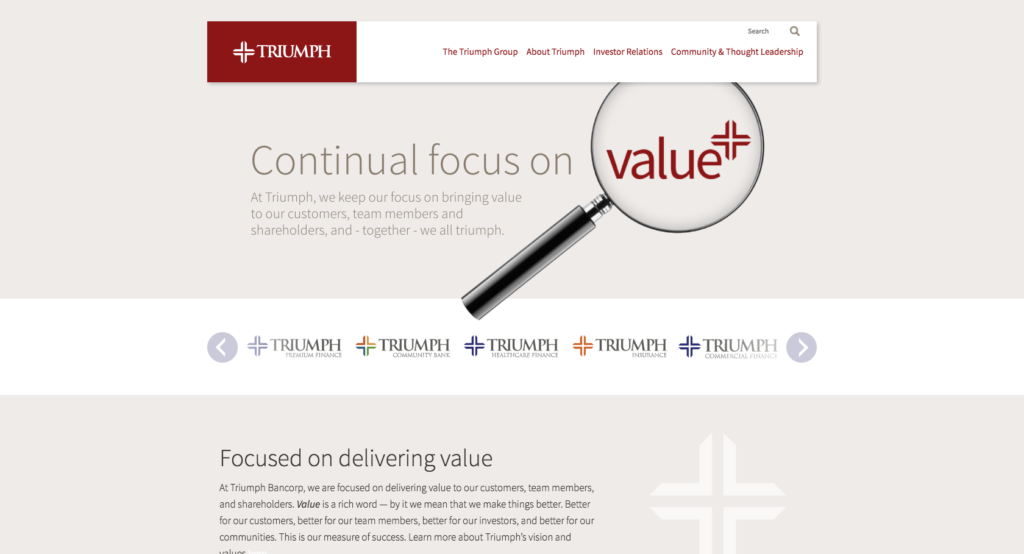 TRIUMPH
Search
The Triumph Group About Triumph Investor Relations Community & Thought Leadership
Continual focus on
value
At Triumph, we keep our focus on bringing value
to our customers, team members and
shareholders, and - together - we all triumph.
TRIUMPH PREMIUM FINANCE
TRIUMPH COMMUNITY BANK
TRIUMPH HEALTHCARE FINANCE
TRIUMPH INSURANCE
TRIUMPH COMMERCIAL FINANCE
Focused on delivering value
At Triumph Bancorp, we are focused on delivering value to our customers, team members,
and shareholders. Value is a rich word — by it we mean that we make things better. Better
for our customers, better for our team members, better for our investors, and better for our
communities. This is our measure of success. Learn more about Triumph's vision and
values.